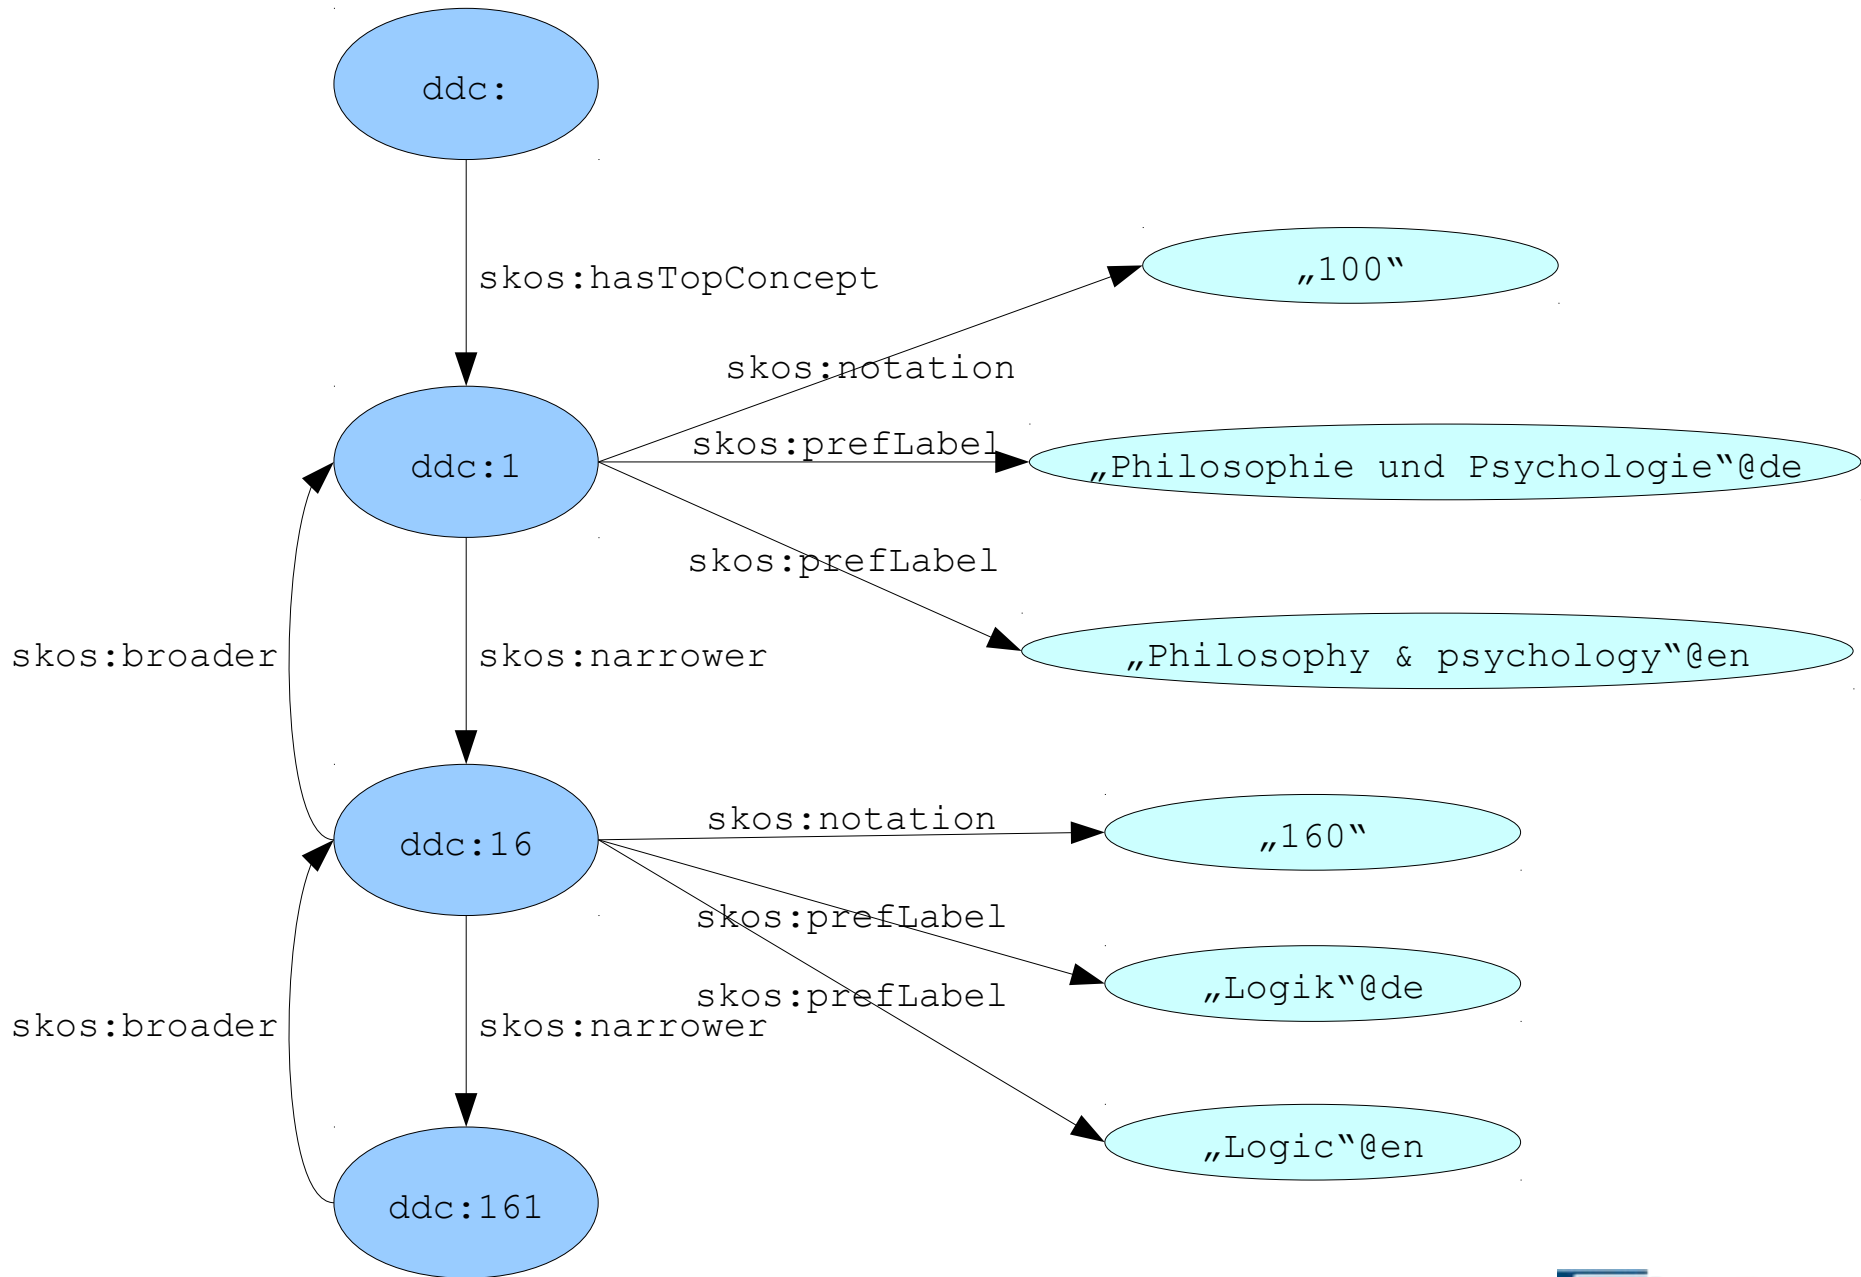 ddc:
skos:hasTopConcept
„100“
skos:notation
skos:prefLabel
ddc:1
„Philosophie und Psychologie“@de
skos:prefLabel
skos:broader
skos:narrower
„Philosophy & psychology“@en
skos:notation
ddc:16
„160“
skos:prefLabel
„Logik“@de
skos:prefLabel
skos:broader
skos:narrower
„Logic“@en
ddc:161